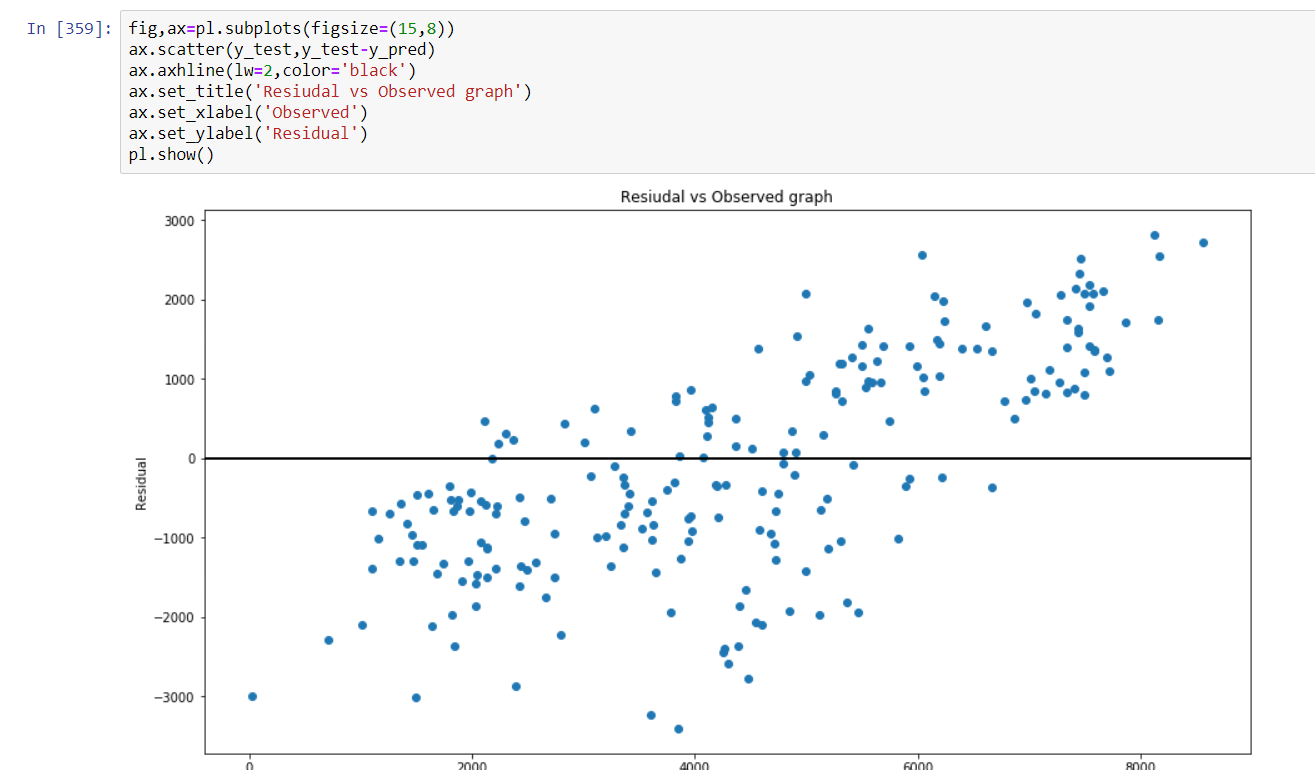 In [359]: fig,ax=pl.subplots(figsize=(15,8))
ax.scatter(y_test,y_test-y_pred)
ax.axhline(lw=2,color='black')
ax.set_title('Resiudal vs Observed graph')
ax.set_xlabel('Observed')
ax.set_ylabel('Residual')
pl.show()
Resiudal vs Observed graph
3000
2000
1000
0
−1000
−2000
−3000
Residual
0 2000 4000 6000 8000